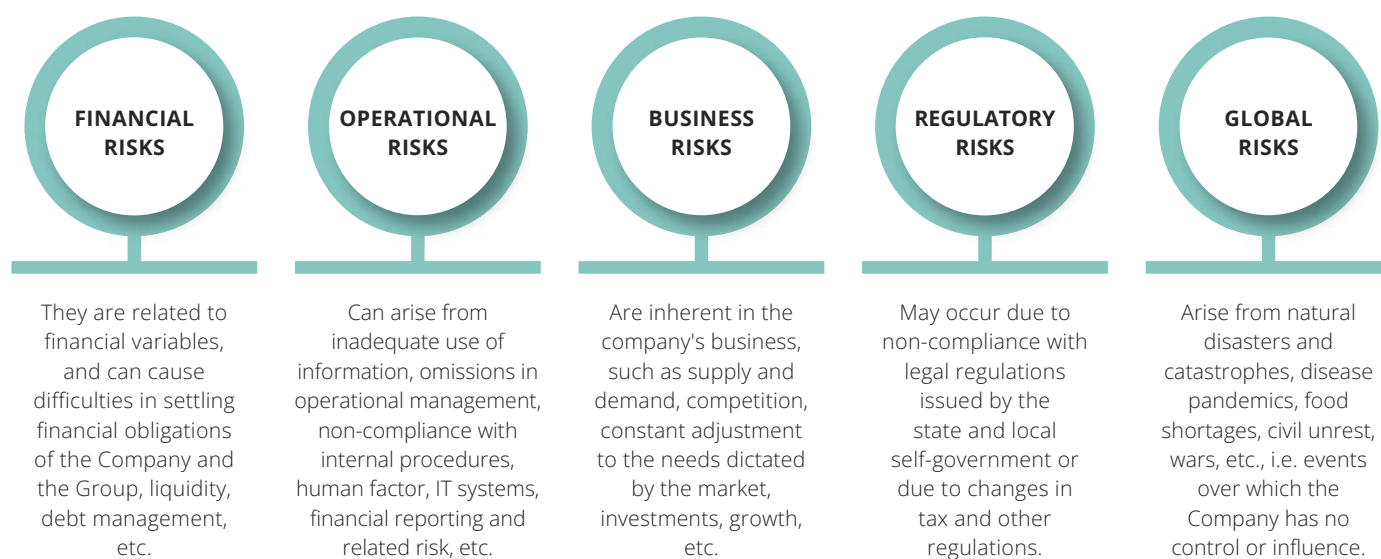 FINANCIAL
RISKS
They are related to
financial variables,
and can cause
difficulties in settling
financial obligations
of the Company and
the Group, liquidity,
debt management,
etc.
OPERATIONAL
RISKS
Can arise from
inadequate use of
information, omissions in
operational management,
non-compliance with
internal procedures,
human factor, IT systems,
financial reporting and
related risk, etc.
BUSINESS
RISKS
Are inherent in the
company's business,
such as supply and
demand, competition,
constant adjustment
to the needs dictated
by the market,
investments, growth,
etc.
REGULATORY
RISKS
May occur due to
non-compliance with
legal regulations
issued by the
state and local
self-government or
due to changes in
tax and other
regulations.
GLOBAL
RISKS
Arise from natural
disasters and
catastrophes, disease
pandemics, food
shortages, civil unrest,
wars, etc., i.e. events
over which the
Company has no
control or influence.